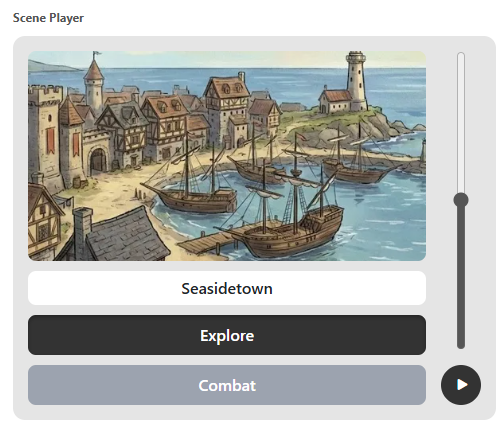 Scene Player
Seasidetown
Explore
Combat